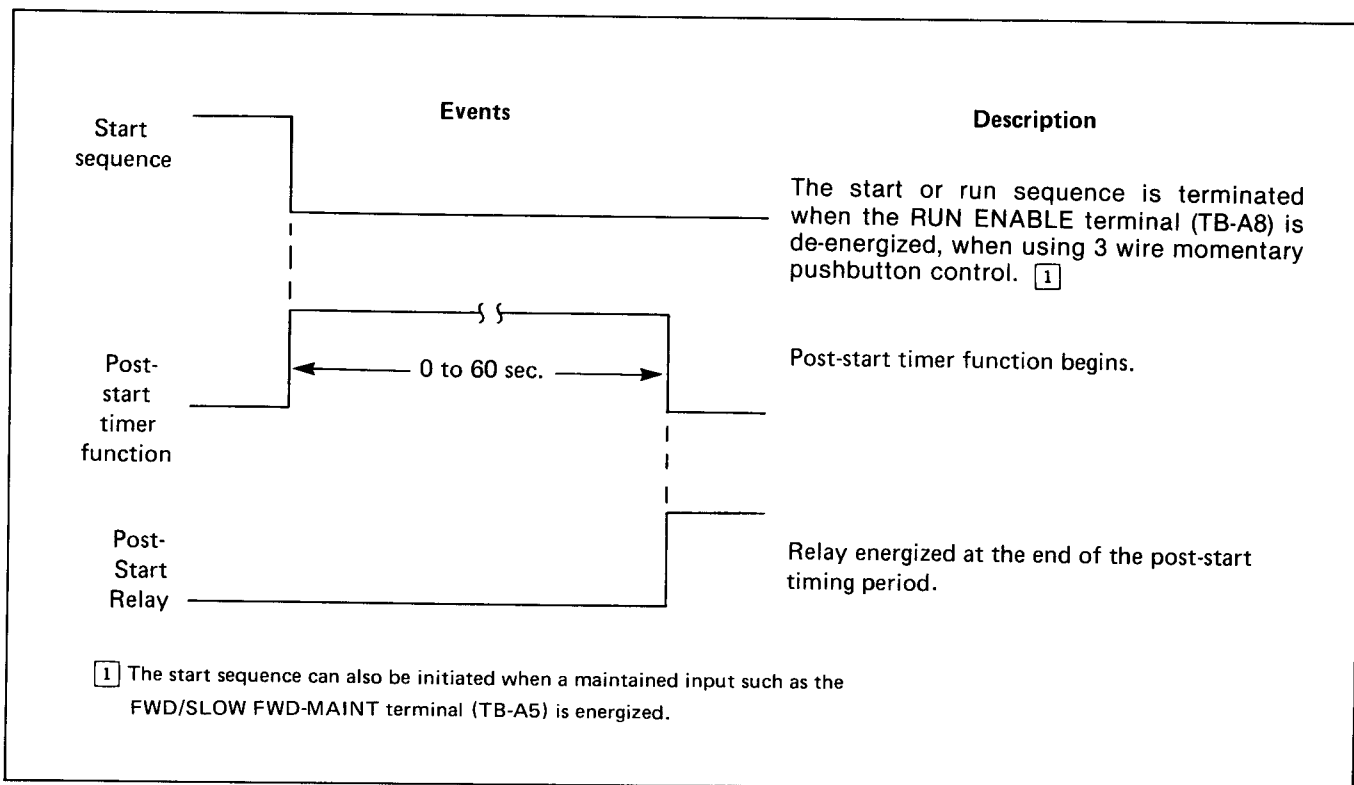 Events
Description
Start
sequence
The start or run sequence is terminated
when the RUN ENABLE terminal (TB-A8) is
de-energized, when using 3 wire momentary
pushbutton control. 1
Post-
start
timer
function
0 to 60 sec.
Post-start timer function begins.
Post-
Start
Relay
Relay energized at the end of the post-start
timing period.
1 The start sequence can also be initiated when a maintained input such as the
FWD/SLOW FWD-MAINT terminal (TB-A5) is energized.